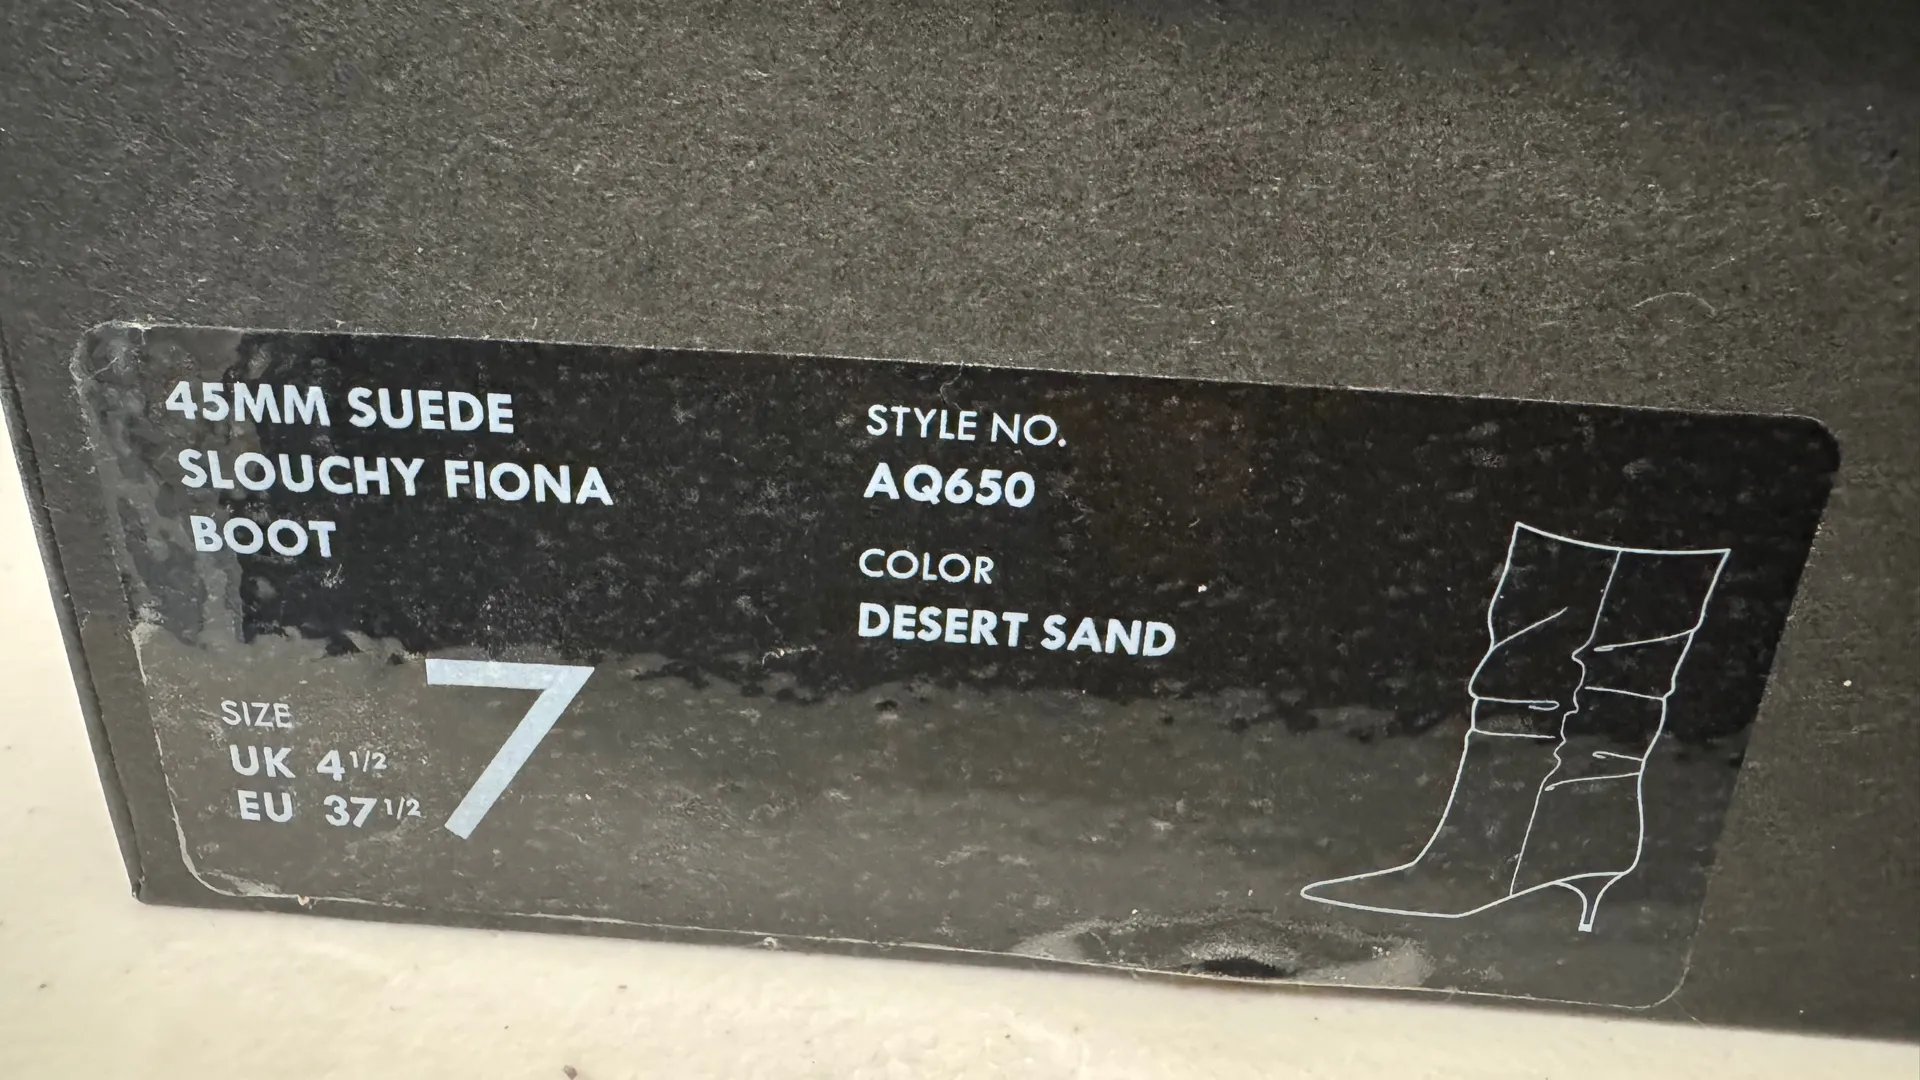 45MM SUEDE
SLOUCHY FIONA
BOOT
STYLE NO.
AQ650
COLOR
DESERT SAND
SIZE
UK 4 1/2
EU 37 1/2
7